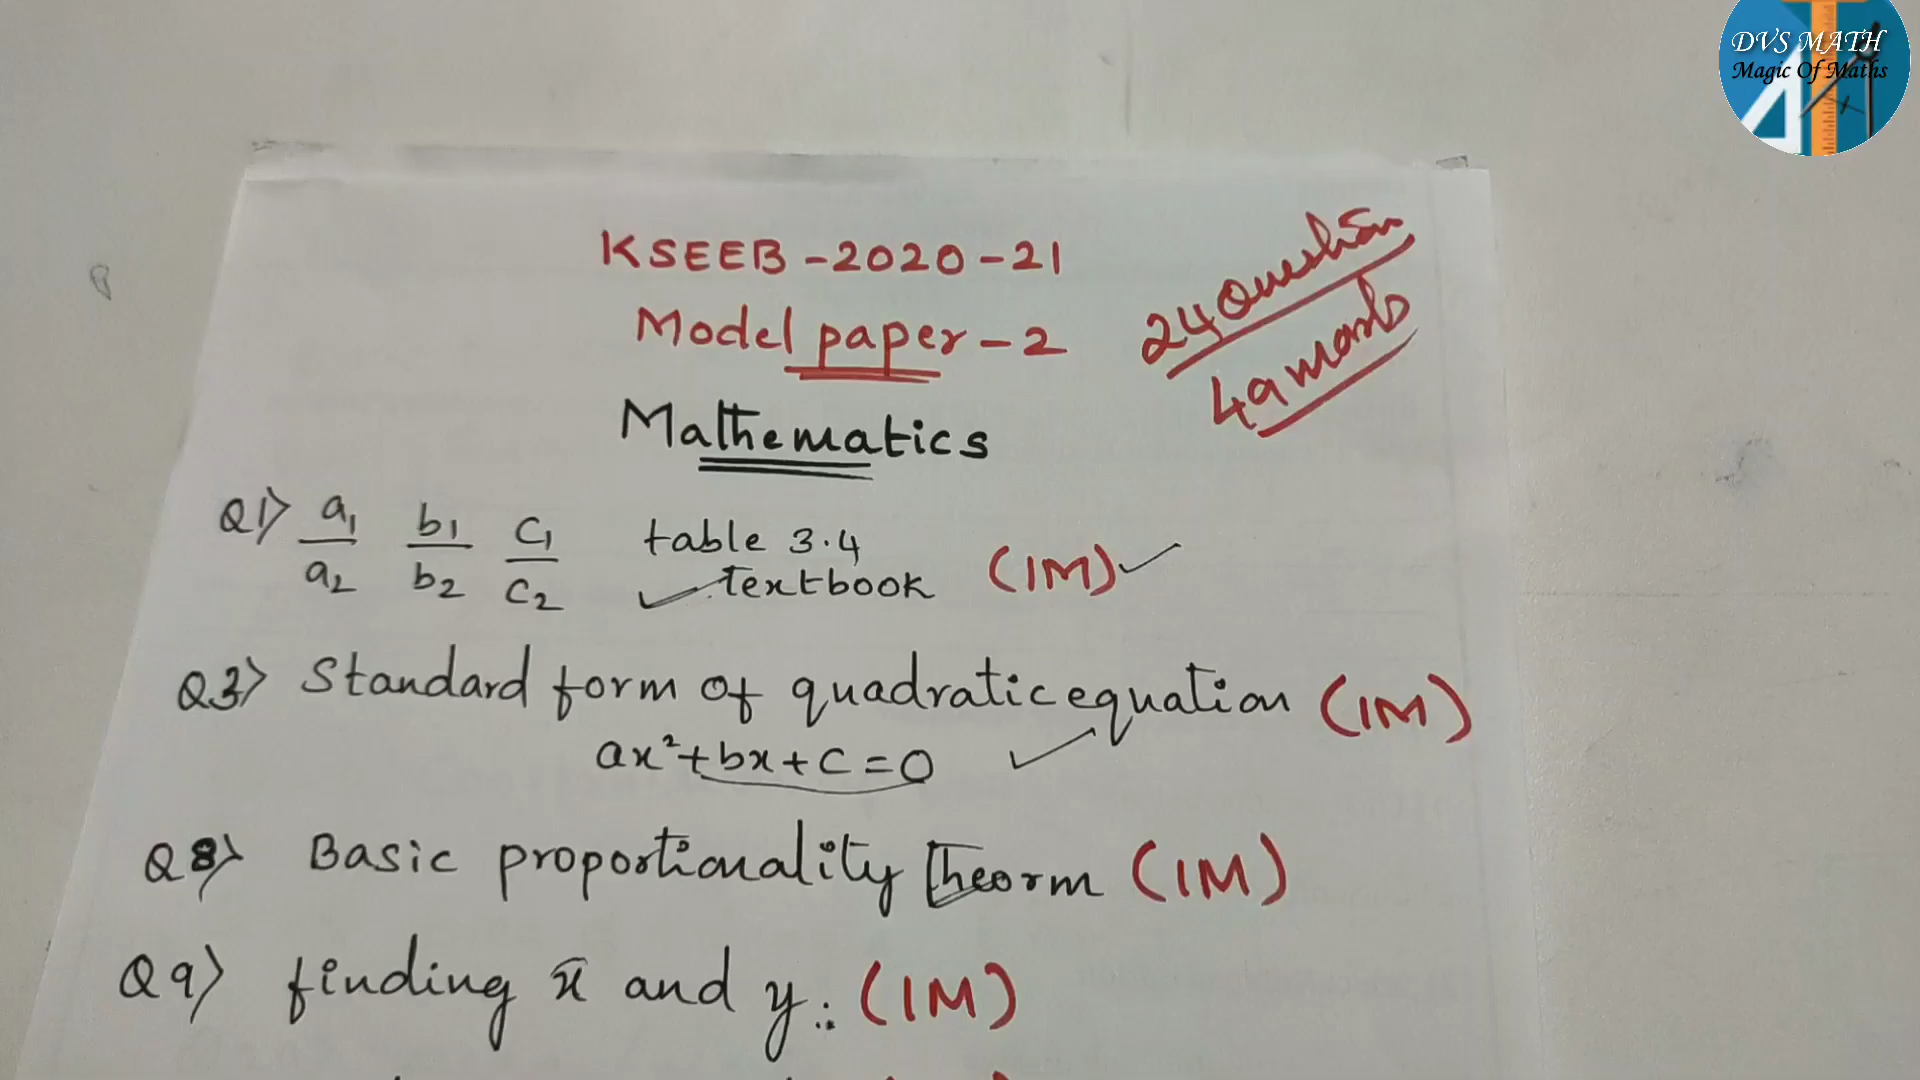 DVS MATH
Magic Of Maths
KSEEB - 2020 - 21
Model paper - 2
24 Question
49 marks
Mathematics
Q1) a₁/a₂ b₁/b₂ c₁/c₂ table 3.4
Textbook (1M)
Q3) Standard form of quadratic equation (1M)
ax²+bx+c=0
Q8) Basic proportionality theorm (1M)
Q9) finding x and y: (1M)